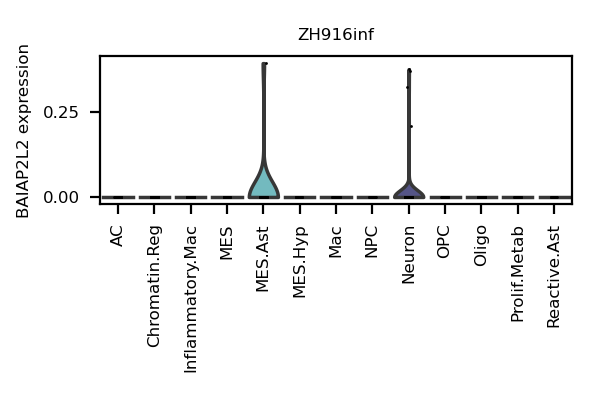 ZH916inf
BAIAP2L2 expression
0.25
0.00
AC
Chromatin.Reg
Inflammatory.Mac
MES
MES.Ast
MES.Hyp
Mac
NPC
Neuron
OPC
Oligo
Prolif.Metab
Reactive.Ast